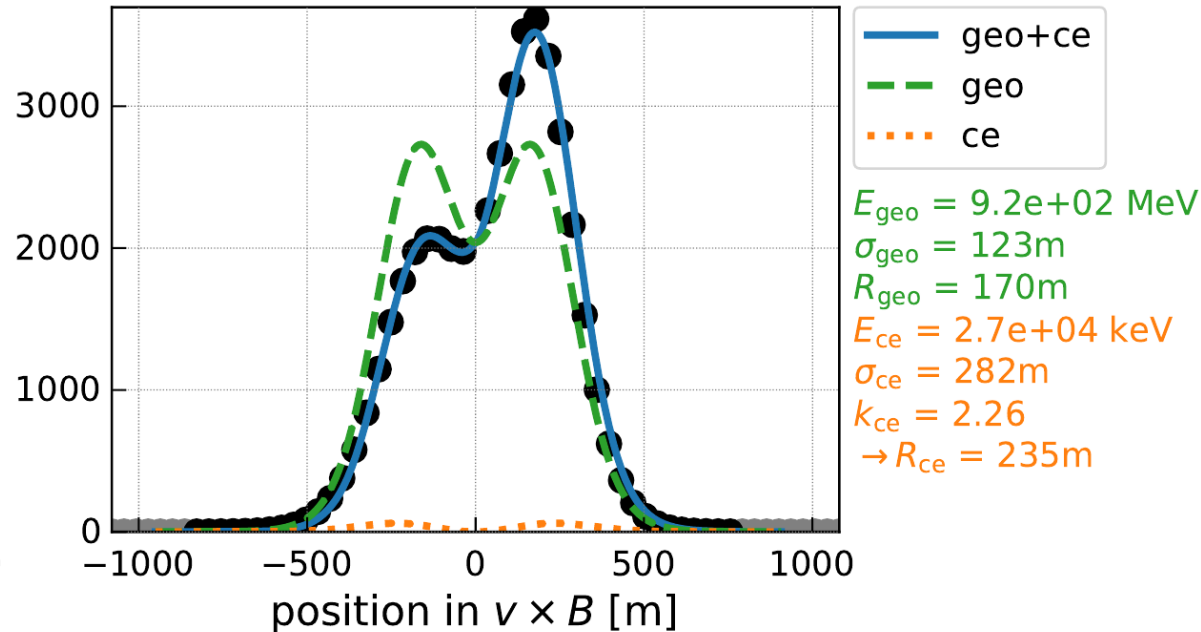 3000
2000
1000
0
−1000
−500
0
500
1000
position in v × B [m]
geo+ce
geo
ce
E_geo = 9.2e+02 MeV
σ_geo = 123m
R_geo = 170m
E_ce = 2.7e+04 keV
σ_ce = 282m
k_ce = 2.26
→ R_ce = 235m